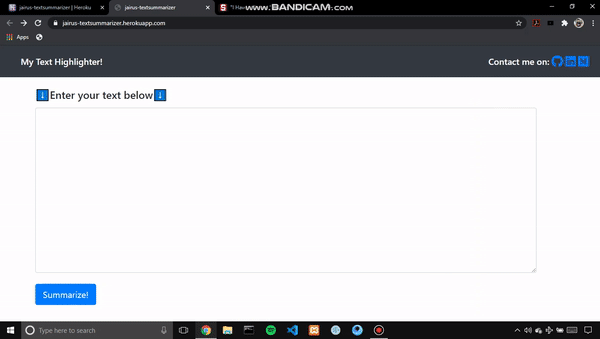 jairus-textsummarizer | Heroku
jairus-textsummarizer
"I Hav
www.BANDICAM.com
jairus-textsummarizer.herokuapp.com
Apps
My Text Highlighter!
Contact me on:
Enter your text below
Summarize!
Type here to search